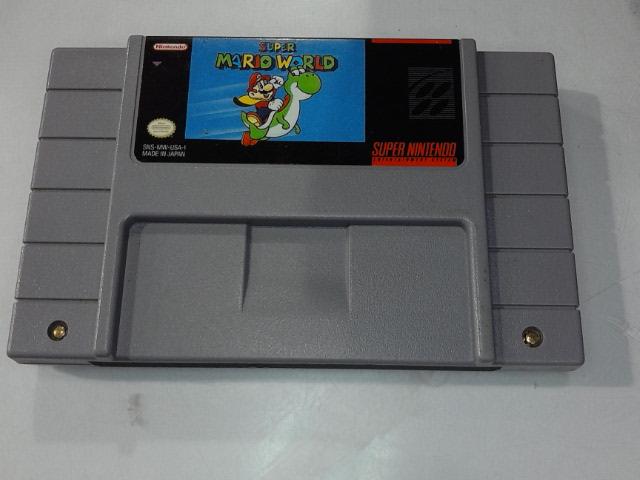 Nintendo
SUPER
MARIO WORLD
SNS-MW-USA-1
MADE IN JAPAN
SUPER NINTENDO
ENTERTAINMENT SYSTEM